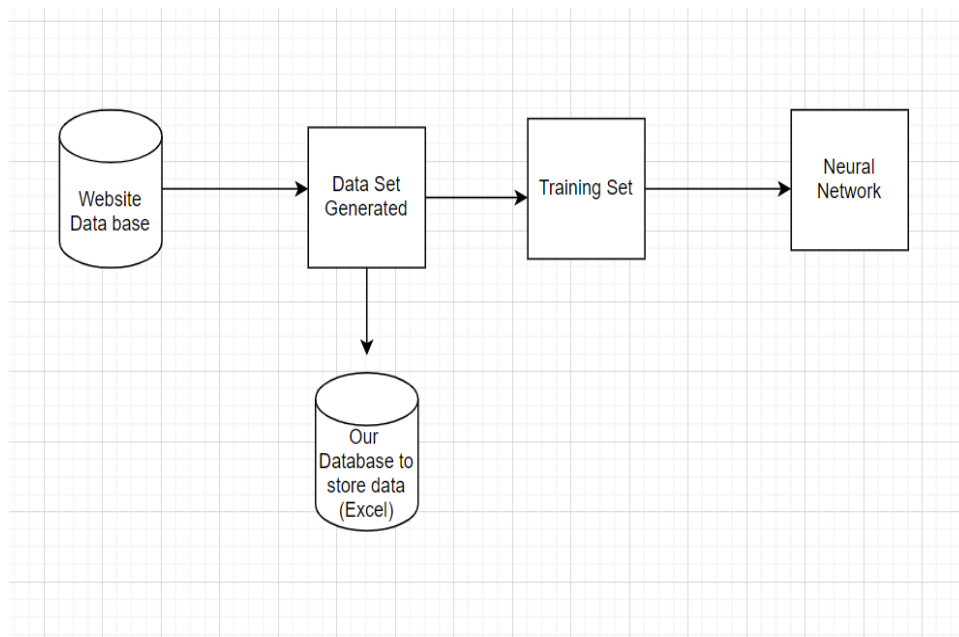 Website
Data base
Data Set
Generated
Training Set
Neural
Network
Our
Database to
store data
(Excel)